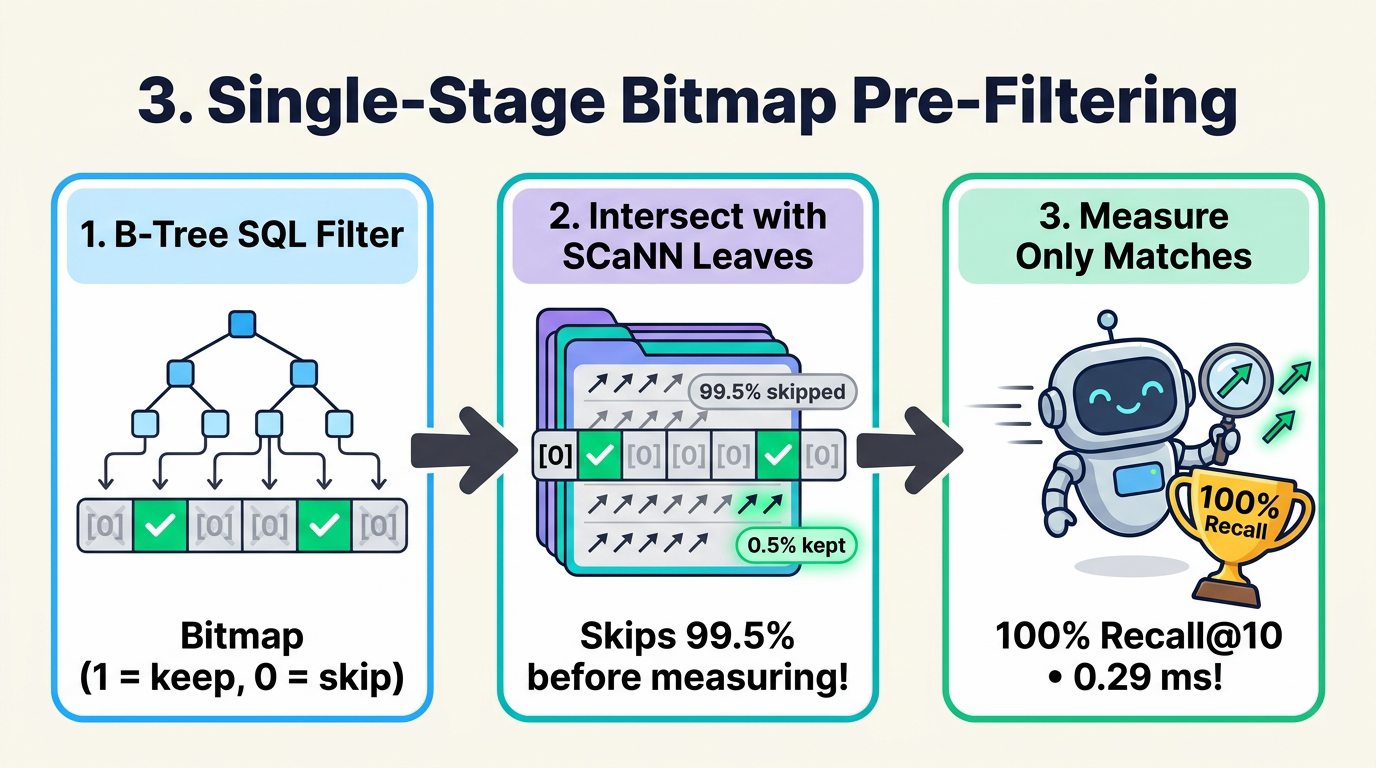 3. Single-Stage Bitmap Pre-Filtering
1. B-Tree SQL Filter
[0] [0] [0] [0]
Bitmap
(1 = keep, 0 = skip)
2. Intersect with
SCaNN Leaves
99.5% skipped
[0] [0] [0] [0] [0]
0.5% kept
Skips 99.5%
before measuring!
3. Measure
Only Matches
100%
Recall
100% Recall@10
• 0.29 ms!